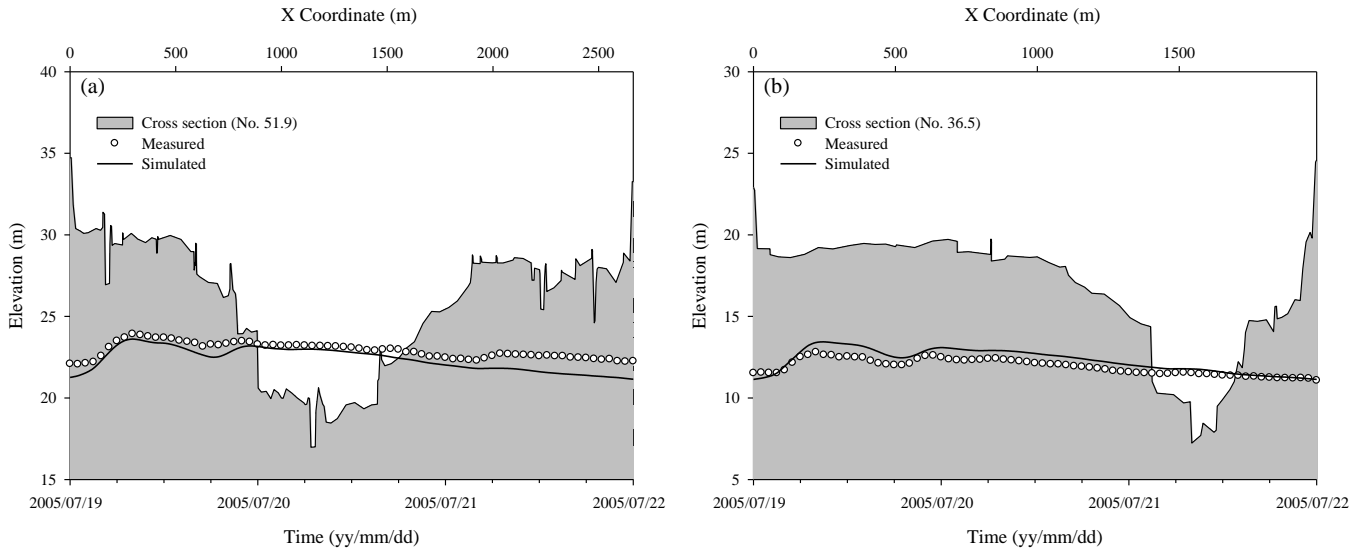 X Coordinate (m)
0 500 1000 1500 2000 2500
40
(a)
Cross section (No. 51.9)
Measured
Simulated
35
30
25
20
15
Elevation (m)
2005/07/19 2005/07/20 2005/07/21 2005/07/22
Time (yy/mm/dd)
X Coordinate (m)
0 500 1000 1500
30
(b)
Cross section (No. 36.5)
Measured
Simulated
25
20
15
10
5
Elevation (m)
2005/07/19 2005/07/20 2005/07/21 2005/07/22
Time (yy/mm/dd)